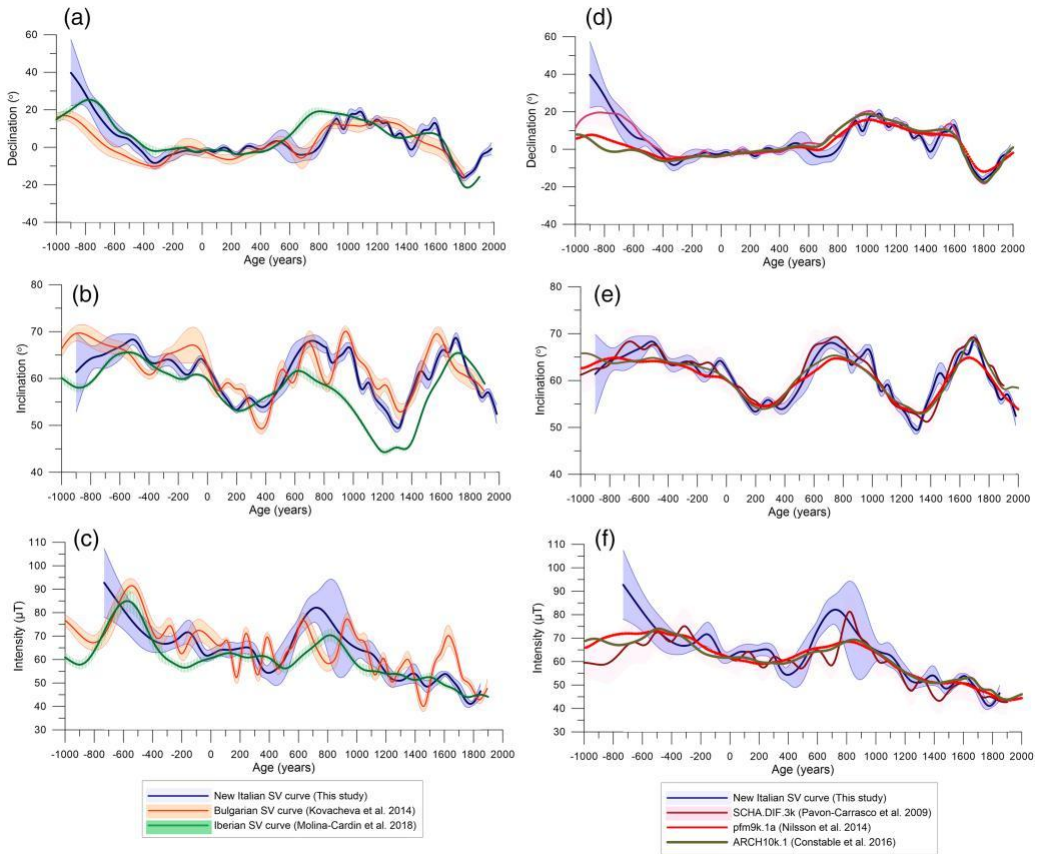 (a)
Declination (º)
60
40
20
0
-20
-40
-1000 -800 -600 -400 -200 0 200 400 600 800 1000 1200 1400 1600 1800 2000
Age (years)
(d)
Declination (º)
60
40
20
0
-20
-40
-1000 -800 -600 -400 -200 0 200 400 600 800 1000 1200 1400 1600 1800 2000
Age (years)
(b)
Inclination (º)
80
70
60
50
40
-1000 -800 -600 -400 -200 0 200 400 600 800 1000 1200 1400 1600 1800 2000
Age (years)
(e)
Inclination (º)
80
70
60
50
40
-1000 -800 -600 -400 -200 0 200 400 600 800 1000 1200 1400 1600 1800 2000
Age (years)
(c)
Intensity (μT)
110
100
90
80
70
60
50
40
30
-1000 -800 -600 -400 -200 0 200 400 600 800 1000 1200 1400 1600 1800 2000
Age (years)
(f)
Intensity (μT)
110
100
90
80
70
60
50
40
30
-1000 -800 -600 -400 -200 0 200 400 600 800 1000 1200 1400 1600 1800 2000
Age (years)
New Italian SV curve (This study)
Bulgarian SV curve (Kovacheva et al. 2014)
Iberian SV curve (Molina-Cardin et al. 2018)
New Italian SV curve (This study)
SCHA.DIF.3k (Pavon-Carrasco et al. 2009)
pfm9k.1a (Nilsson et al. 2014)
ARCH10k.1 (Constable et al. 2016)